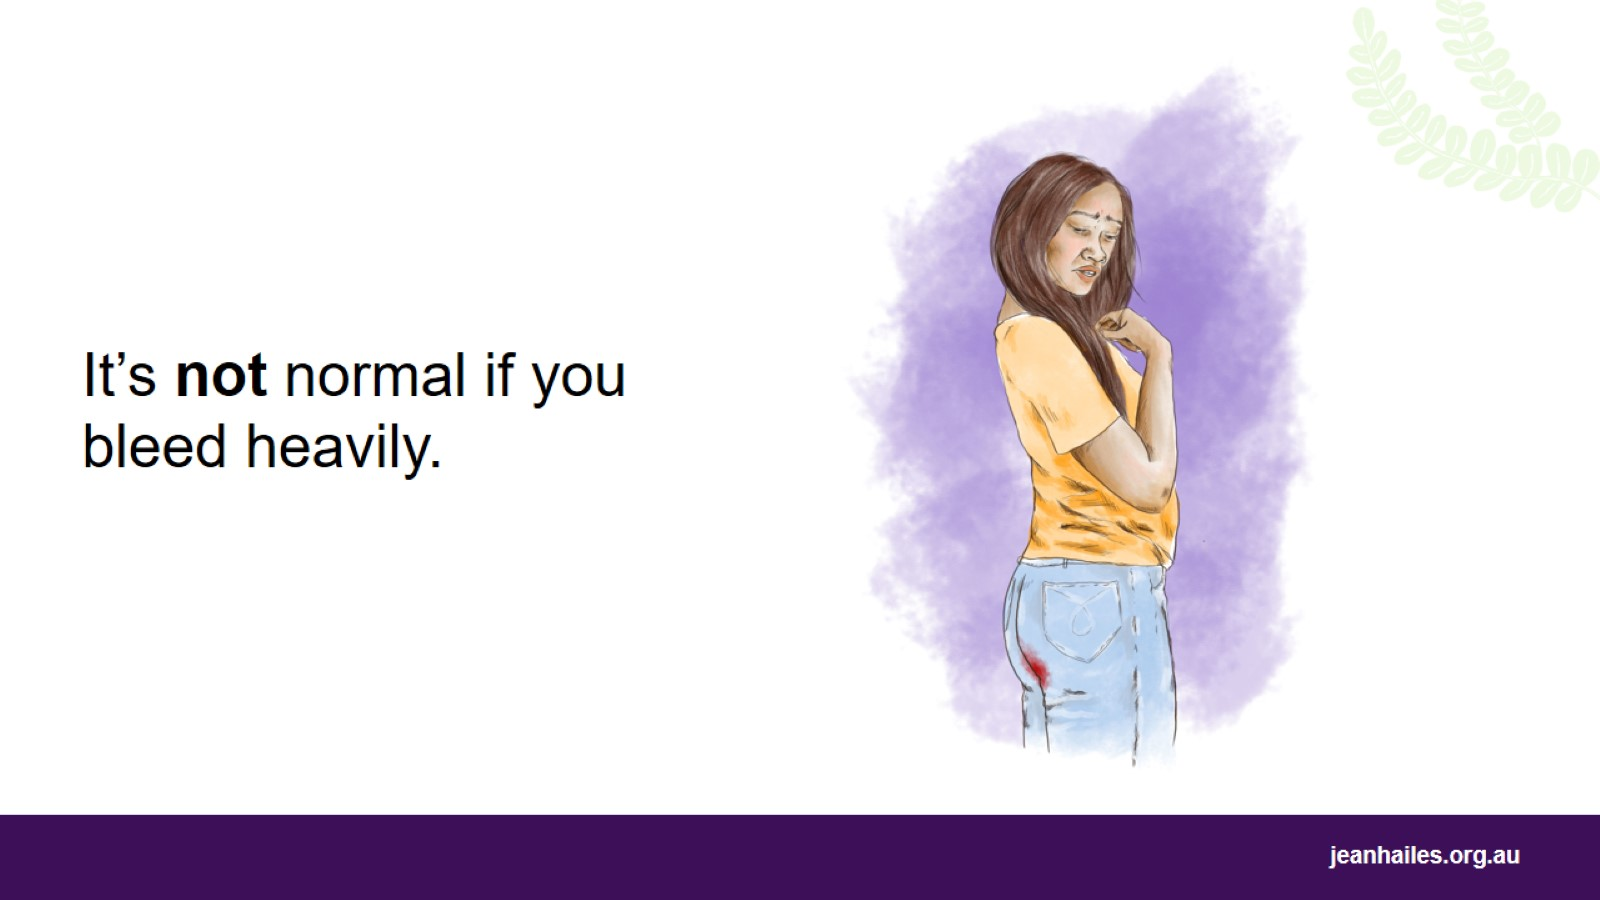 It’s not normal if you
bleed heavily.
jeanhailes.org.au